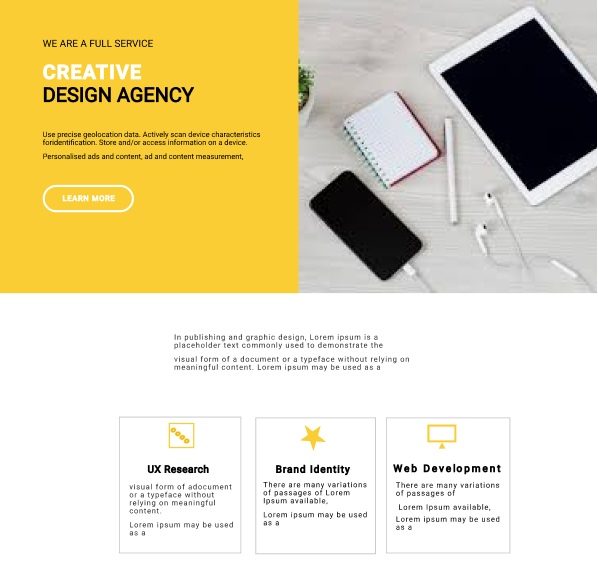 WE ARE A FULL SERVICE
CREATIVE
DESIGN AGENCY
Use precise geolocation data. Actively scan device characteristics
foridentification. Store and/or access information on a device.
Personalised ads and content, ad and content measurement,
LEARN MORE
In publishing and graphic design, Lorem ipsum is a
placeholder text commonly used to demonstrate the
visual form of a document or a typeface without relying on
meaningful content. Lorem ipsum may be used as a
UX Research
visual form of adocument
or a typeface without
relying on meaningful
content.
Lorem ipsum may be used
as a
Brand Identity
There are many variations
of passages of Lorem
Ipsum available,
Lorem ipsum may be used
as a
Web Development
There are many variations
of passages of
Lorem Ipsum available,
Lorem ipsum may be used
as a